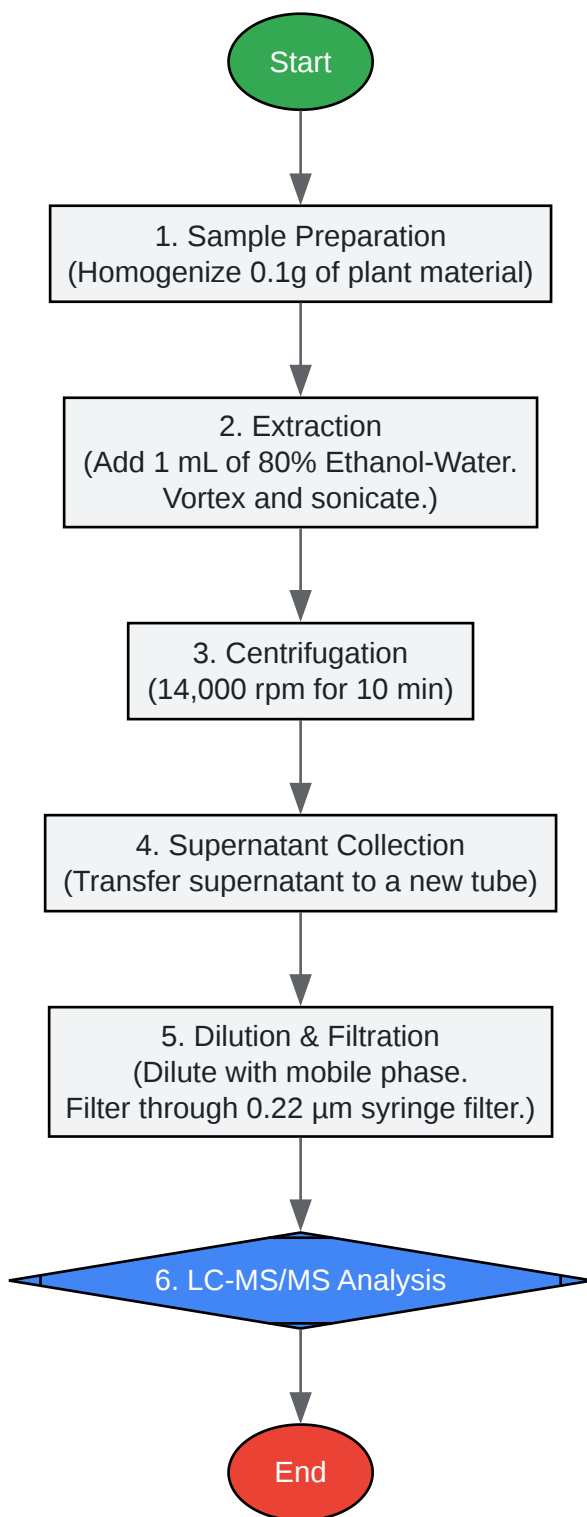 Start
1. Sample Preparation
(Homogenize 0.1g of plant material)
2. Extraction
(Add 1 mL of 80% Ethanol-Water.
Vortex and sonicate.)
3. Centrifugation
(14,000 rpm for 10 min)
4. Supernatant Collection
(Transfer supernatant to a new tube)
5. Dilution & Filtration
(Dilute with mobile phase.
Filter through 0.22 µm syringe filter.)
6. LC-MS/MS Analysis
End